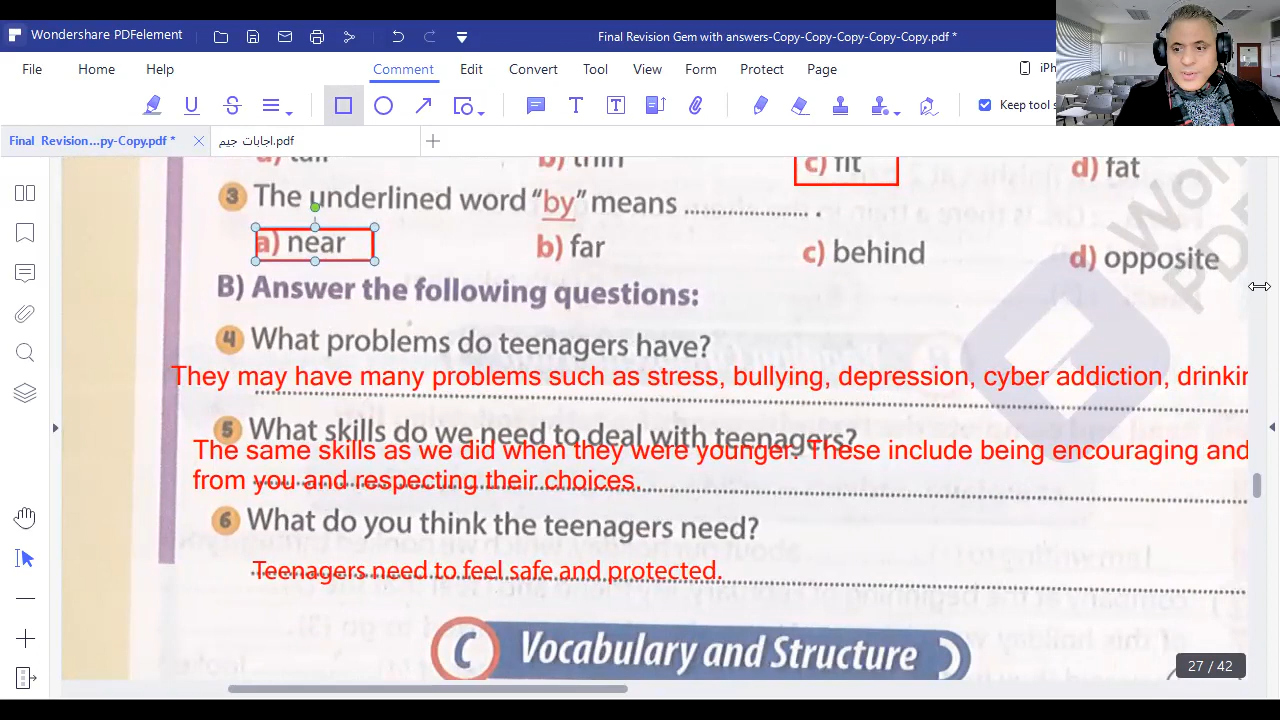 Wondershare PDFelement
Final Revision Gem with answers-Copy-Copy-Copy-Copy-Copy.pdf *
File Home Help Comment Edit Convert Tool View Form Protect Page
Keep tool
Final Revision...py-Copy.pdf *
اجابات جيم.pdf
a) tall b) thin c) fit d) fat
3 The underlined word "by" means .................. .
a) near b) far c) behind d) opposite
B) Answer the following questions:
4 What problems do teenagers have?
They may have many problems such as stress, bullying, depression, cyber addiction,
5 What skills do we need to deal with teenagers?
The same skills as we did when they were younger. These include being encouraging and
from you and respecting their choices.
6 What do you think the teenagers need?
Teenagers need to feel safe and protected.
C Vocabulary and Structure
27 / 42